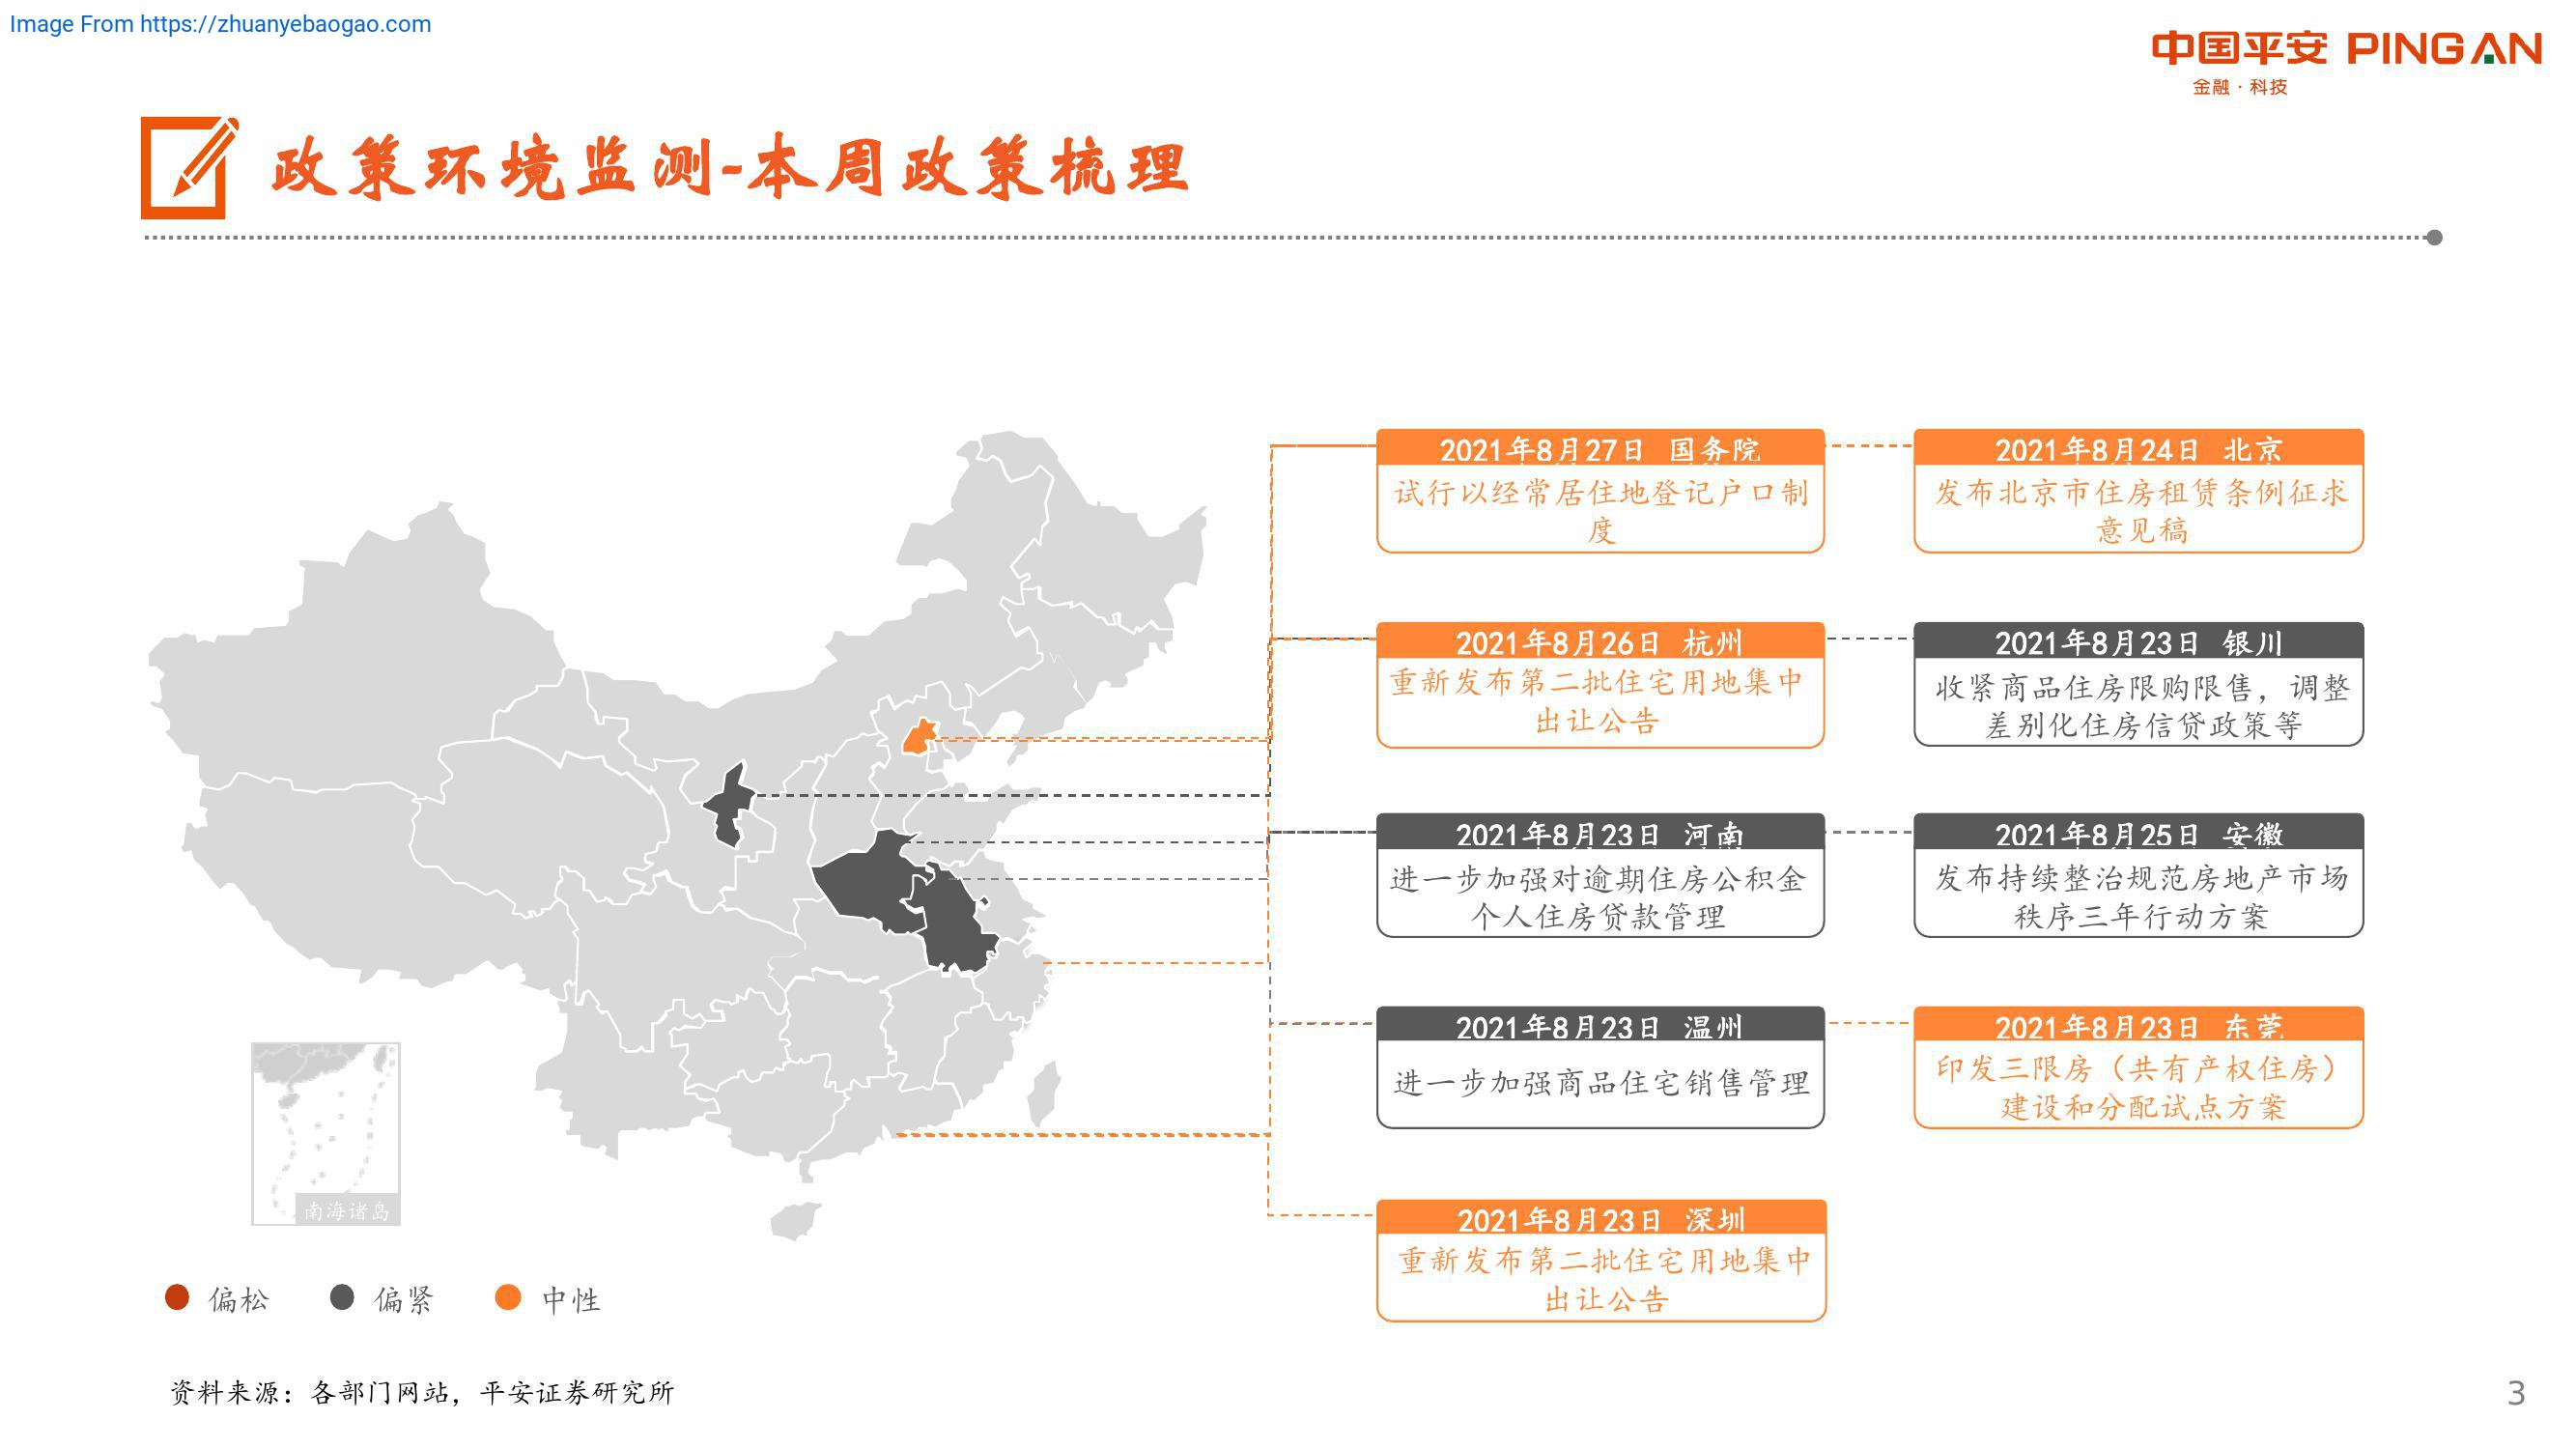 Image From https://zhuanyebaogao.com
中国平安 PINGAN
金融·科技
政策环境监测-本周政策梳理
2021年8月27日 国务院
试行以经常居住地登记户口制
度
2021年8月24日 北京
发布北京市住房租赁条例征求
意见稿
2021年8月26日 杭州
重新发布第二批住宅用地集中
出让公告
2021年8月23日 银川
收紧商品住房限购限售，调整
差别化住房信贷政策等
2021年8月23日 河南
进一步加强对逾期住房公积金
个人住房贷款管理
2021年8月25日 安徽
发布持续整治规范房地产市场
秩序三年行动方案
2021年8月23日 温州
进一步加强商品住宅销售管理
2021年8月23日 东莞
印发三限房（共有产权住房）
建设和分配试点方案
2021年8月23日 深圳
重新发布第二批住宅用地集中
出让公告
南海诸岛
偏松
偏紧
中性
资料来源：各部门网站，平安证券研究所
3